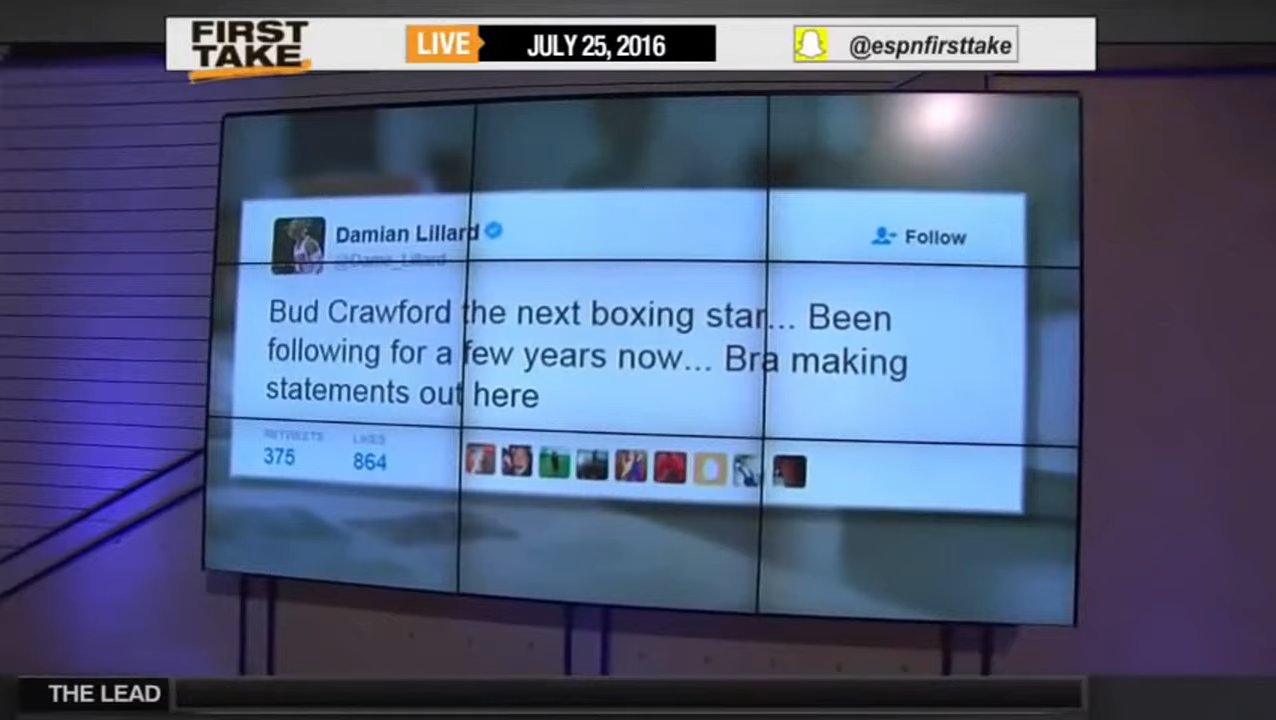 FIRST
TAKE
LIVE
JULY 25, 2016
@espnfirsttake
Damian Lillard
@Dame_Lillard
Follow
Bud Crawford the next boxing star... Been
following for a few years now... Bra making
statements out here
RETWEETS
LIKES
375
864
THE LEAD